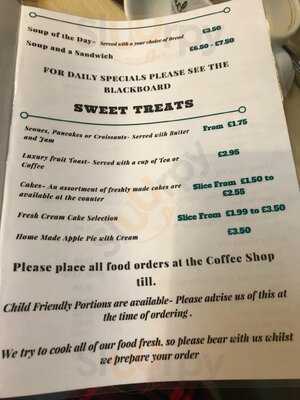 Soup of the Day- Served with a your choice of Bread £3.50
Soup and a Sandwich £6.50 - £7.50
FOR DAILY SPECIALS PLEASE SEE THE
BLACKBOARD
SWEET TREATS
Scones, Pancakes or Croissants- Served with Butter
and Jam From £1.75
Luxury fruit Toast- Served with a cup of Tea or
Coffee £2.95
Cakes- An assortment of freshly made cakes are
available at the counter Slice From £1.50 to
£2.55
Fresh Cream Cake Selection Slice From £1.99 to £3.50
Home Made Apple Pie with Cream £3.50
Please place all food orders at the Coffee Shop
till.
Child Friendly Portions are available- Please advise us of this at
the time of ordering .
We try to cook all of our food fresh, so please bear with us whilst
we prepare your order